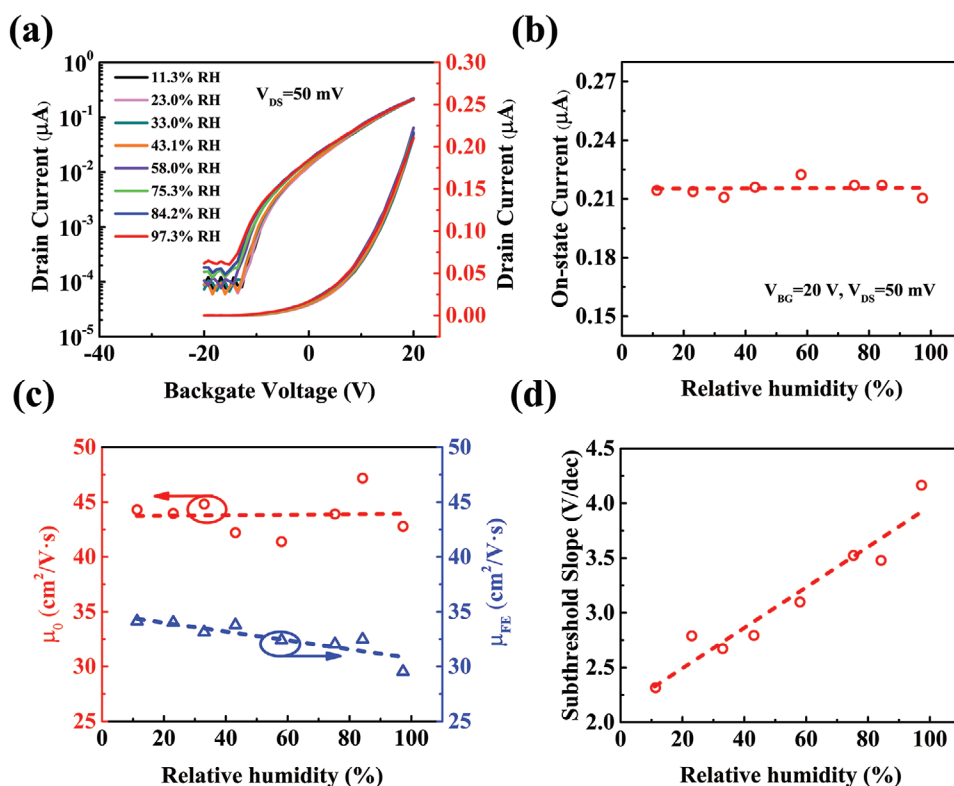 (a)
10^0
10^-1
10^-2
10^-3
10^-4
10^-5
Drain Current (μA)
11.3% RH
23.0% RH
33.0% RH
43.1% RH
58.0% RH
75.3% RH
84.2% RH
97.3% RH
V_DS=50 mV
0.30
0.25
0.20
0.15
0.10
0.05
0.00
Drain Current (μA)
-40 -20 0 20
Backgate Voltage (V)
(b)
0.27
0.24
0.21
0.18
0.15
On-state Current (μA)
V_BG=20 V, V_DS=50 mV
0 20 40 60 80 100
Relative humidity (%)
(c)
50
45
40
35
30
25
μ_0 (cm^2/V·s)
50
45
40
35
30
25
μ_FE (cm^2/V·s)
0 20 40 60 80 100
Relative humidity (%)
(d)
4.5
4.0
3.5
3.0
2.5
2.0
Subthreshold Slope (V/dec)
0 20 40 60 80 100
Relative humidity (%)